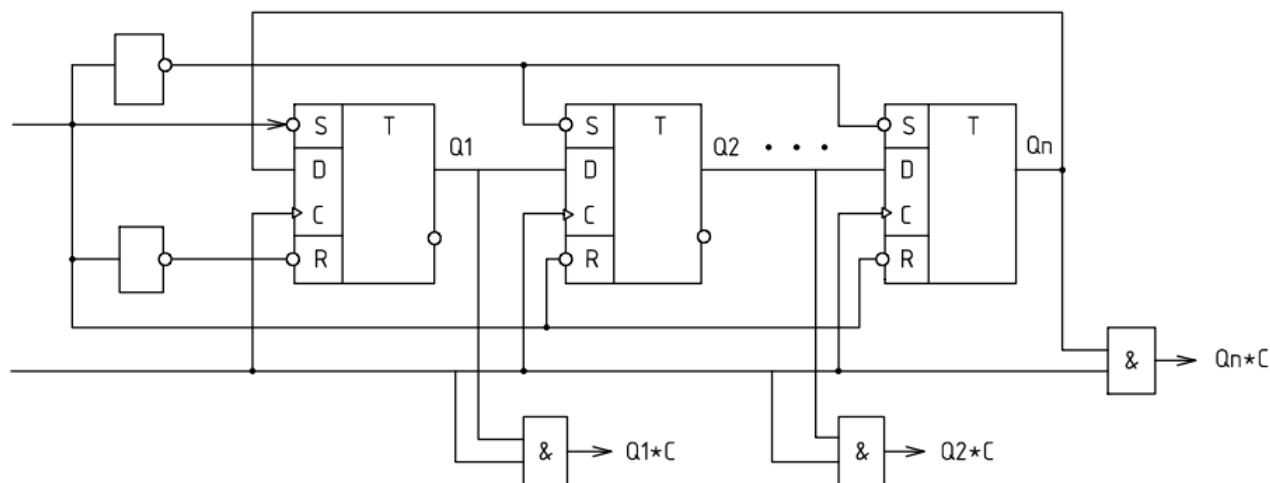 S T S T S T
Q1 Q2 • • • Qn
D D D
C C C
R R R
& Qn*C
& Q1*C & Q2*C